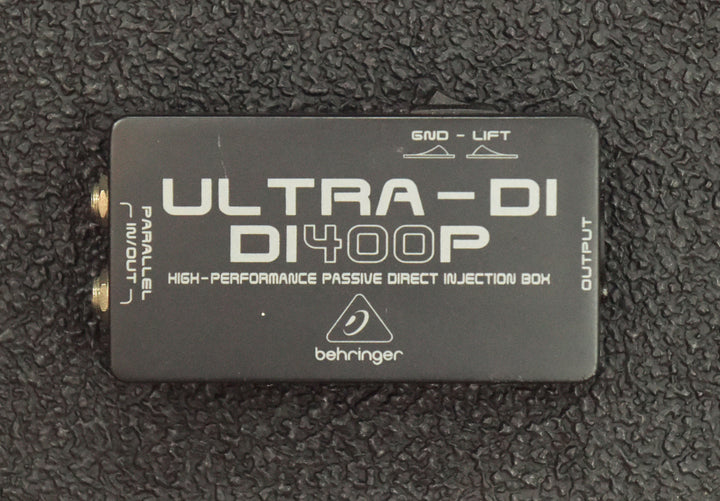 GND - LIFT
ULTRA-DI
DI400P
HIGH-PERFORMANCE PASSIVE DIRECT INJECTION BOX
behringer
PARALLEL
IN/OUT
OUTPUT